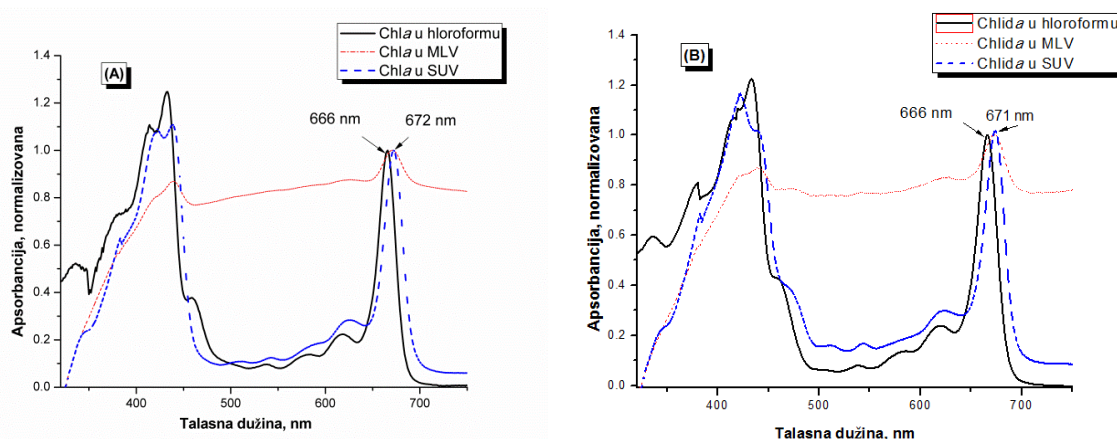 Chla u hloroformu
Chla u MLV
Chla u SUV
(A)
666 nm
672 nm
Apsorbancija, normalizovana
1.4
1.2
1.0
0.8
0.6
0.4
0.2
0.0
400
500
600
700
Talasna dužina, nm
Chlida u hloroformu
Chlida u MLV
Chlida u SUV
(B)
666 nm
671 nm
Apsorbancija, normalizovana
1.4
1.2
1.0
0.8
0.6
0.4
0.2
0.0
400
500
600
700
Talasna dužina, nm